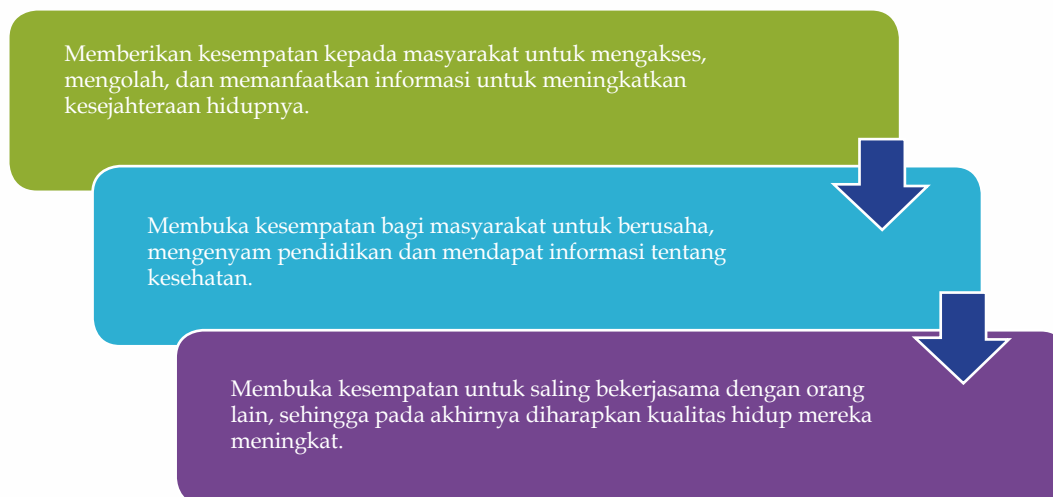 Memberikan kesempatan kepada masyarakat untuk mengakses,
mengolah, dan memanfaatkan informasi untuk meningkatkan
kesejahteraan hidupnya.
Membuka kesempatan bagi masyarakat untuk berusaha,
mengenyam pendidikan dan mendapat informasi tentang
kesehatan.
Membuka kesempatan untuk saling bekerjasama dengan orang
lain, sehingga pada akhirnya diharapkan kualitas hidup mereka
meningkat.